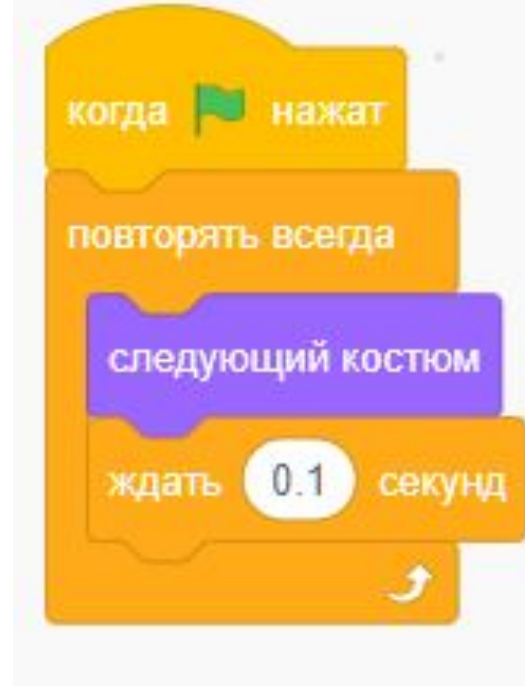 когда нажат
повторять всегда
следующий костюм
ждать 0.1 секунд